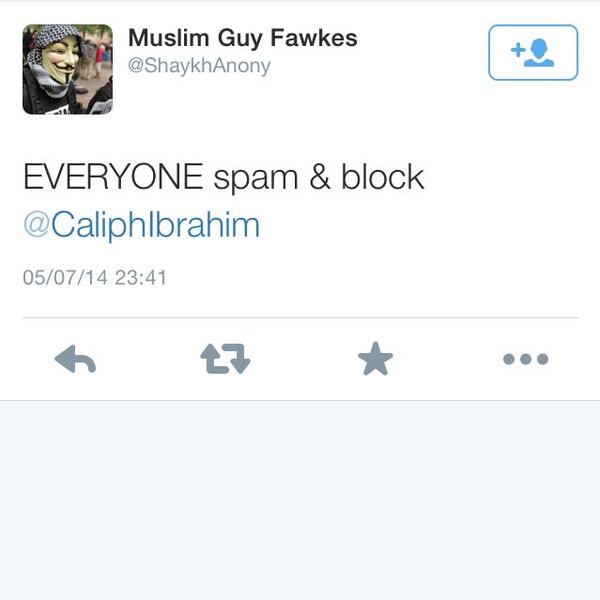 Muslim Guy Fawkes
@ShaykhAnony
EVERYONE spam & block
@CaliphIbrahim
05/07/14 23:41